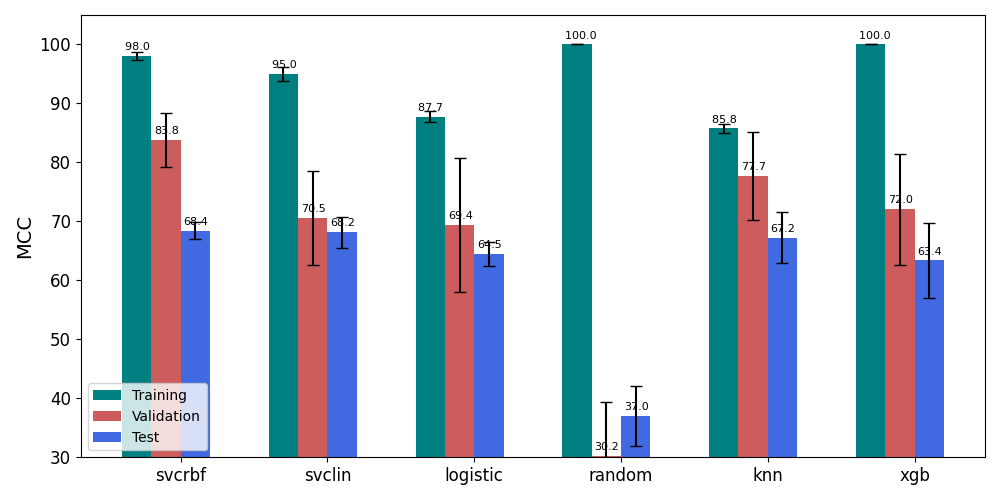 MCC
100
90
80
70
60
50
40
30
98.0
83.8
68.4
95.0
70.5
68.2
87.7
69.4
64.5
100.0
30.2
37.0
85.8
77.7
67.2
100.0
72.0
63.4
Training
Validation
Test
svcrbf
svclin
logistic
random
knn
xgb